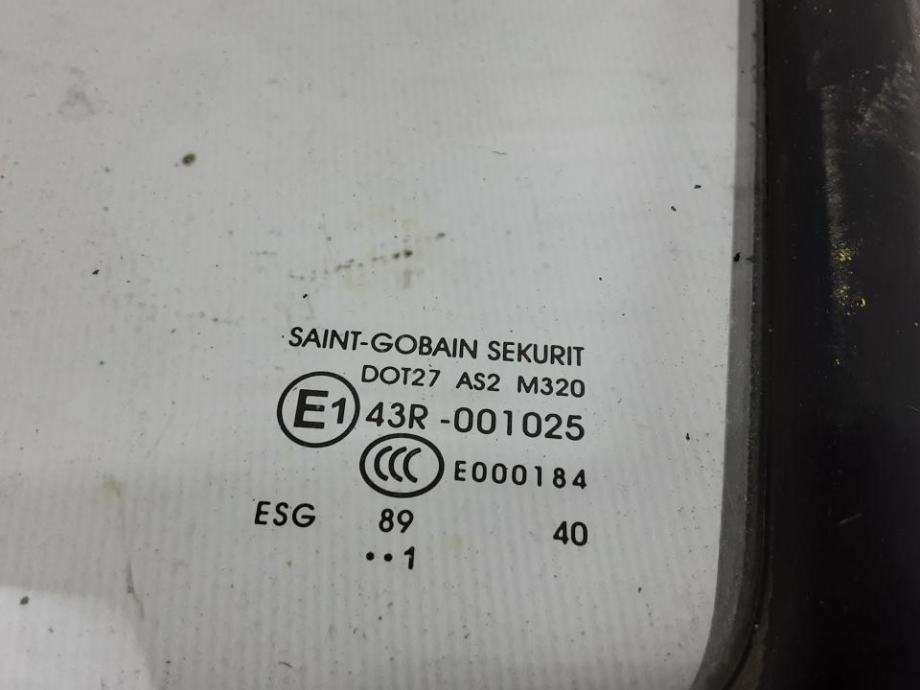 SAINT-GOBAIN SEKURIT
DOT27 AS2 M320
E1 43R -001025
CCC E000184
ESG 89 40
••1